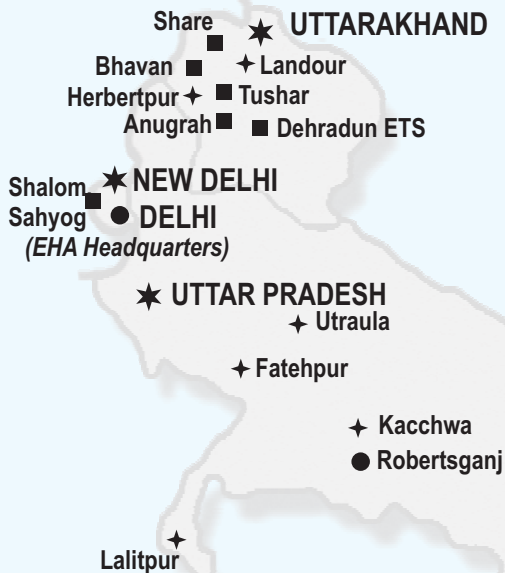 Share
UTTARAKHAND
Bhavan
Landour
Herbertpur
Tushar
Anugrah
Dehradun ETS
Shalom
NEW DELHI
Sahyog
DELHI
(EHA Headquarters)
UTTAR PRADESH
Utraula
Fatehpur
Kacchwa
Robertsganj
Lalitpur